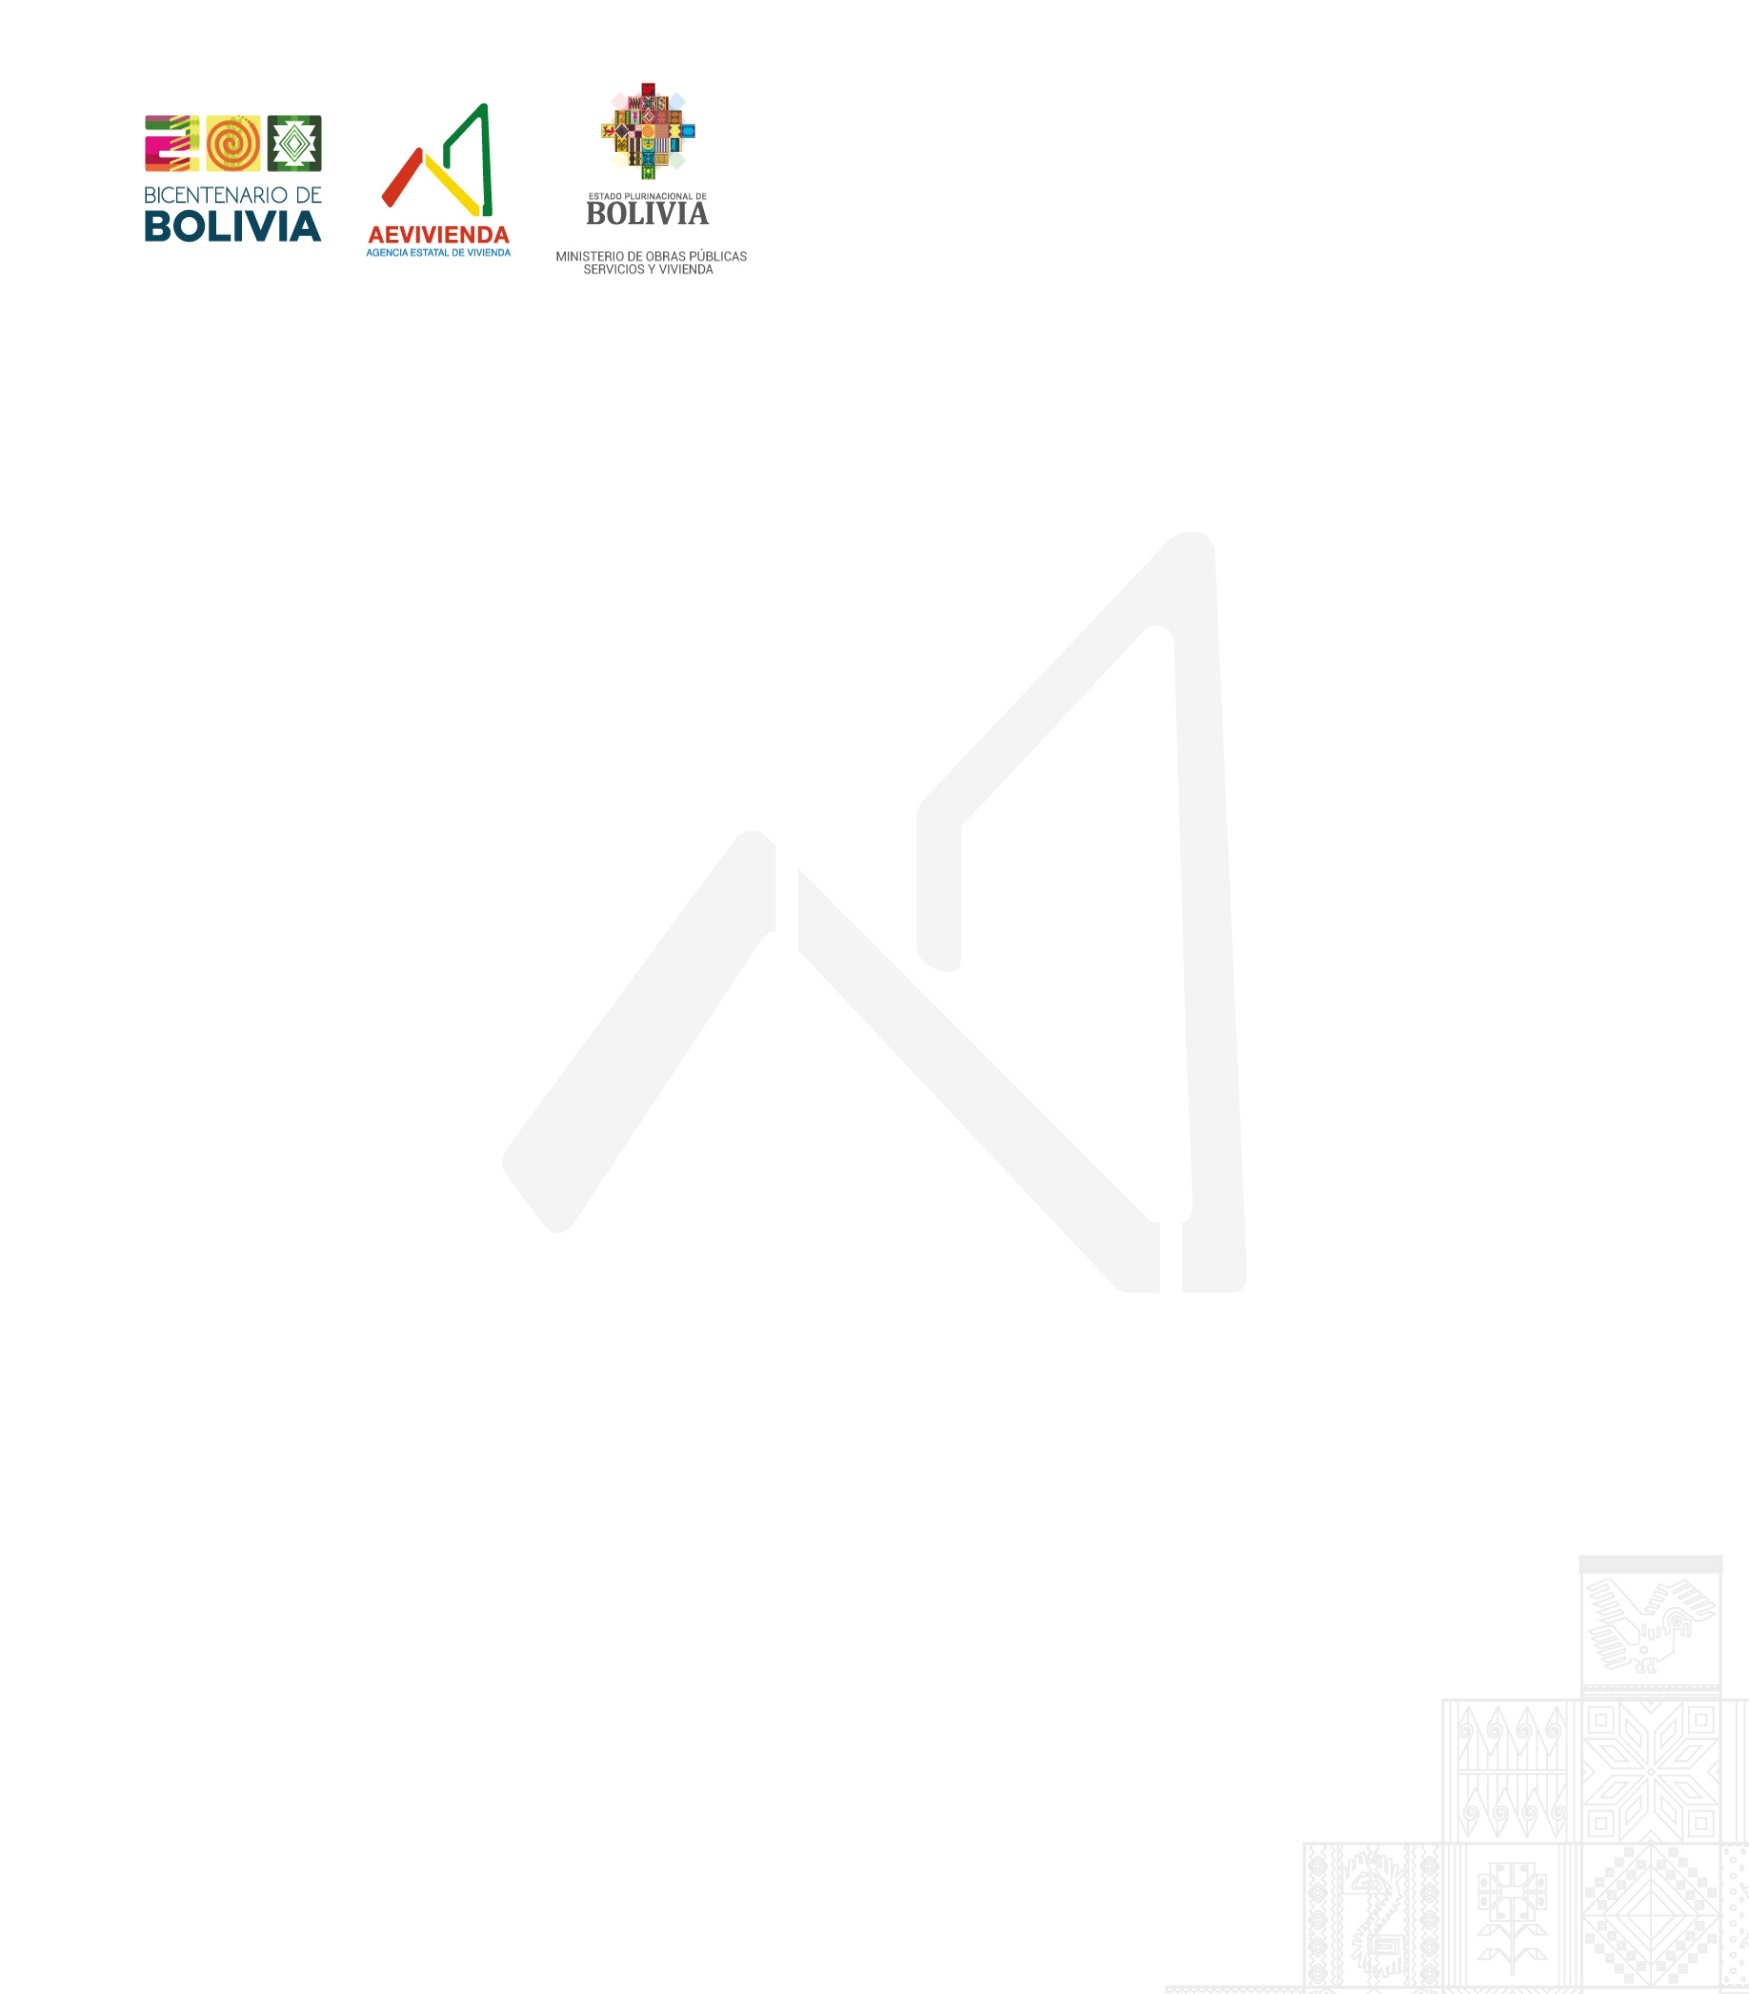 BICENTENARIO DE
BOLIVIA
AEVIVIENDA
AGENCIA ESTATAL DE VIVIENDA
ESTADO PLURINACIONAL DE
BOLIVIA
MINISTERIO DE OBRAS PÚBLICAS
SERVICIOS Y VIVIENDA